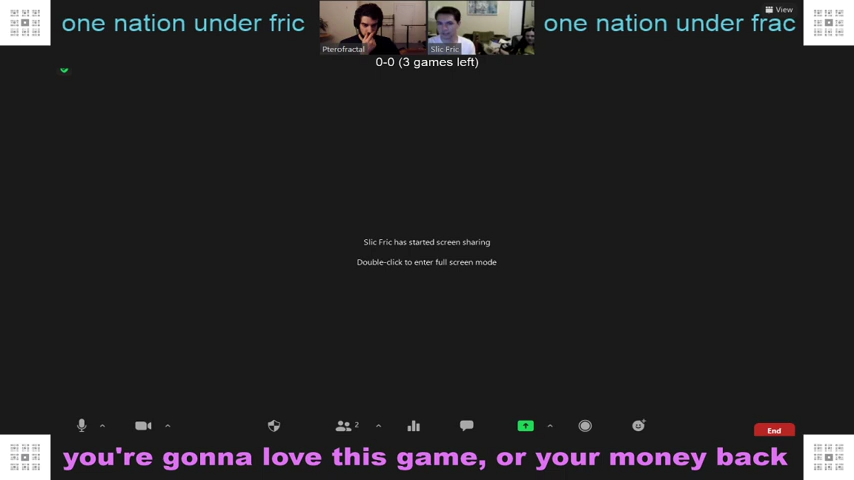 one nation under fric
one nation under frac
View
Pterofractal
Slic Fric
0-0 (3 games left)
Slic Fric has started screen sharing
Double-click to enter full screen mode
2
End
you're gonna love this game, or your money back